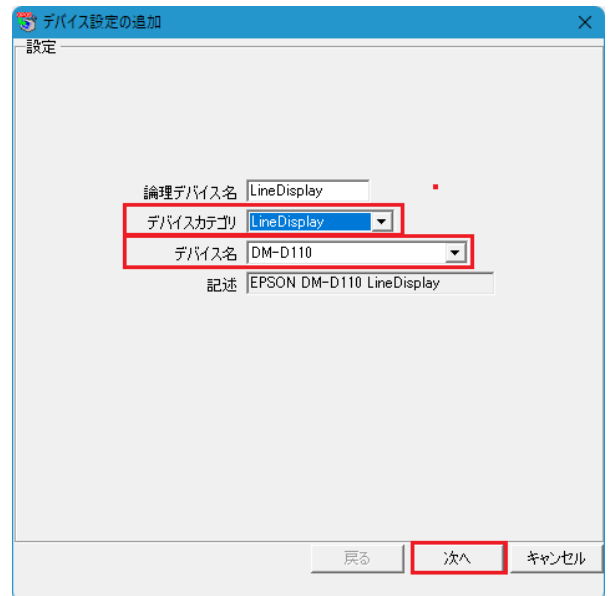 デバイス設定の追加
設定
論理デバイス名 LineDisplay
デバイスカテゴリ LineDisplay
デバイス名 DM-D110
記述 EPSON DM-D110 LineDisplay
戻る 次へ キャンセル